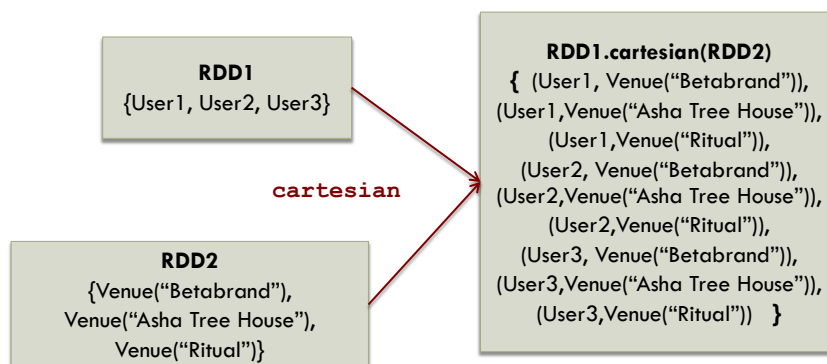 RDD1
{User1, User2, User3}
cartesian
RDD2
{Venue(“Betabrand”),
Venue(“Asha Tree House”),
Venue(“Ritual”)}
RDD1.cartesian(RDD2)
{ (User1, Venue(“Betabrand”)),
(User1,Venue(“Asha Tree House”)),
(User1,Venue(“Ritual”)),
(User2, Venue(“Betabrand”)),
(User2,Venue(“Asha Tree House”)),
(User2,Venue(“Ritual”)),
(User3, Venue(“Betabrand”)),
(User3,Venue(“Asha Tree House”)),
(User3,Venue(“Ritual”)) }